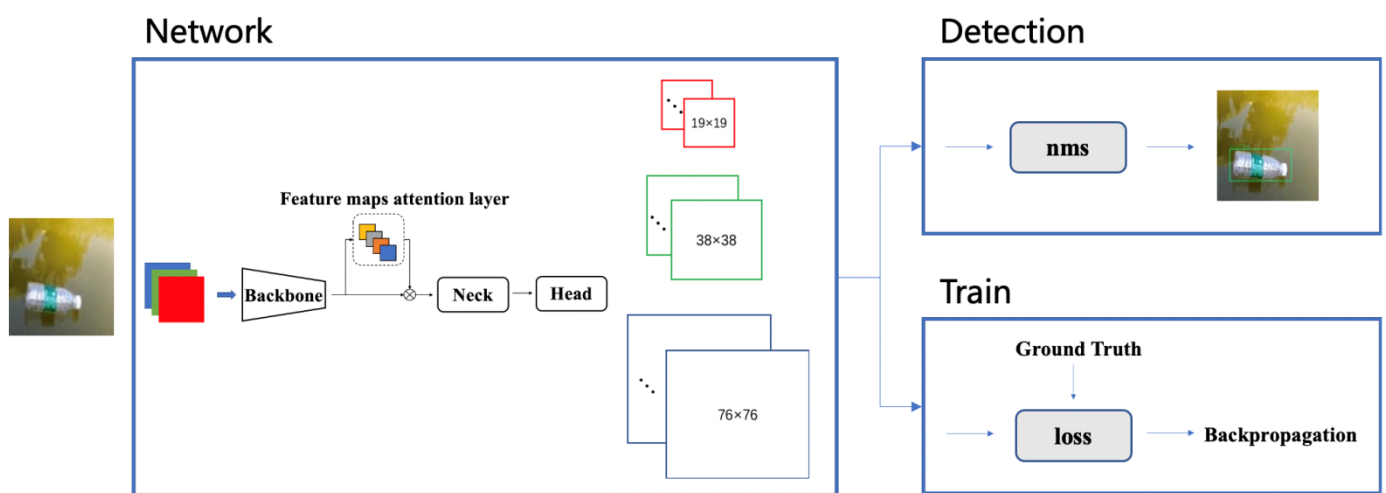 Network
Detection
19×19
nms
Feature maps attention layer
38×38
Backbone
Neck
Head
Train
Ground Truth
76×76
loss
Backpropagation